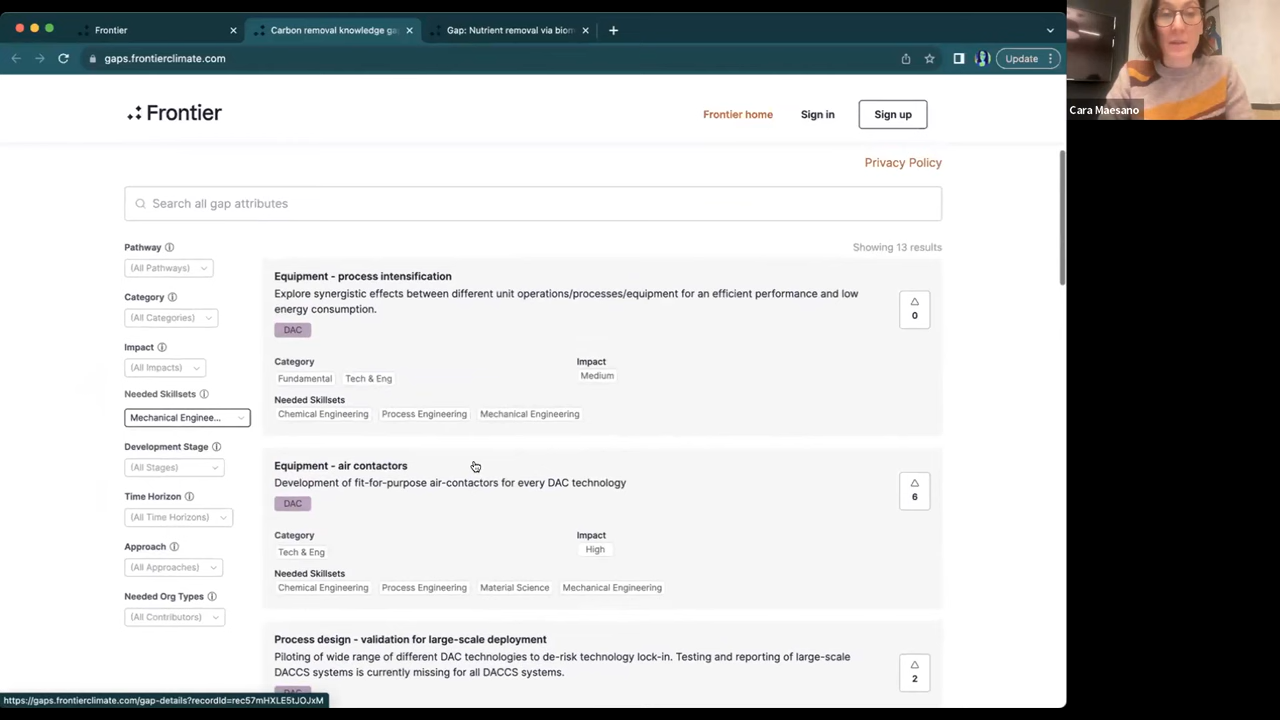 Frontier
Carbon removal knowledge ga
Gap: Nutrient removal via biom
gaps.frontierclimate.com
Update
Cara Maesano
Frontier
Frontier home
Sign in
Sign up
Privacy Policy
Search all gap attributes
Showing 13 results
Pathway
(All Pathways)
Category
(All Categories)
Impact
(All Impacts)
Needed Skillsets
Mechanical Enginee...
Development Stage
(All Stages)
Time Horizon
(All Time Horizons)
Approach
(All Approaches)
Needed Org Types
(All Contributors)
Equipment - process intensification
Explore synergistic effects between different unit operations/processes/equipment for an efficient performance and low
energy consumption.
DAC
0
Category
Impact
Fundamental Tech & Eng
Medium
Needed Skillsets
Chemical Engineering Process Engineering Mechanical Engineering
Equipment - air contactors
Development of fit-for-purpose air-contactors for every DAC technology
DAC
6
Category
Impact
Tech & Eng
High
Needed Skillsets
Chemical Engineering Process Engineering Material Science Mechanical Engineering
Process design - validation for large-scale deployment
Piloting of wide range of different DAC technologies to de-risk technology lock-in. Testing and reporting of large-scale
DACCS systems is currently missing for all DACCS systems.
DAC
2
https://gaps.frontierclimate.com/gap-details?recordId=rec57mHXLE5tJOJxM